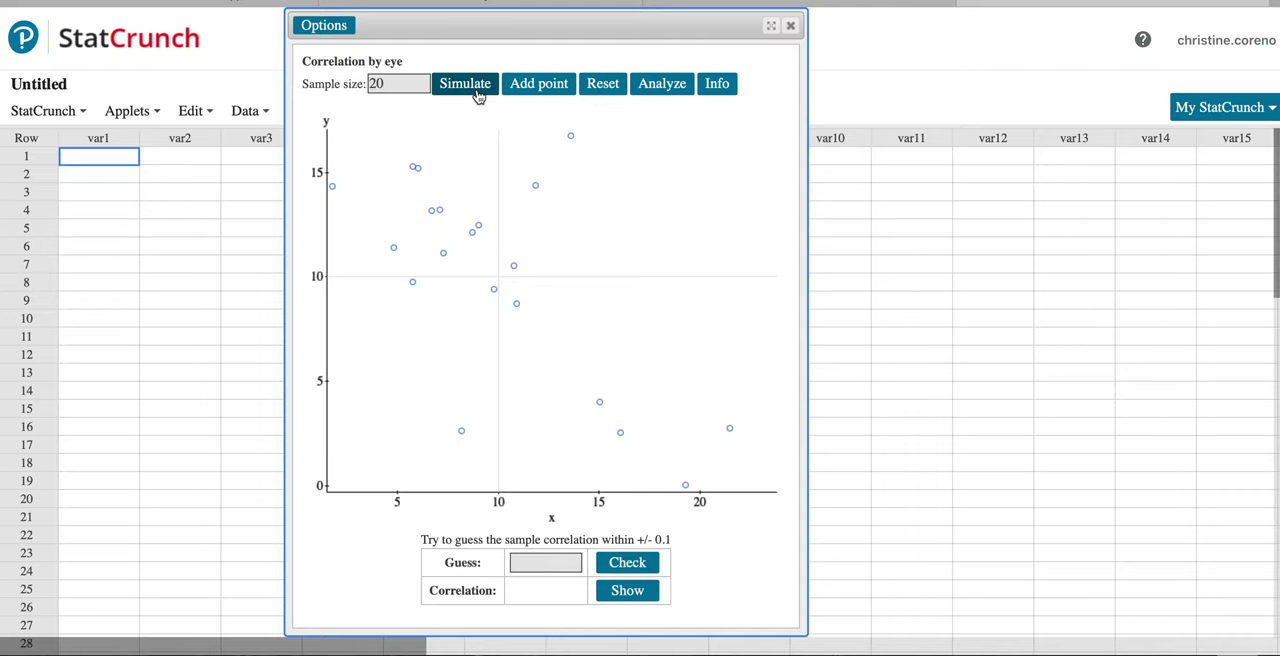 Options
StatCrunch
christine.coreno
Correlation by eye
Untitled
Sample size: 20 Simulate Add point Reset Analyze Info
StatCrunch Applets Edit Data
My StatCrunch
Row var1 var2 var3 var10 var11 var12 var13 var14 var15
y
1
2
3
4
5
6
7
8
9
10
11
12
13
14
15
16
17
18
19
20
21
22
23
24
25
26
27
28
15
10
5
0
5 10 15 20
x
Try to guess the sample correlation within +/- 0.1
Guess: Check
Correlation: Show